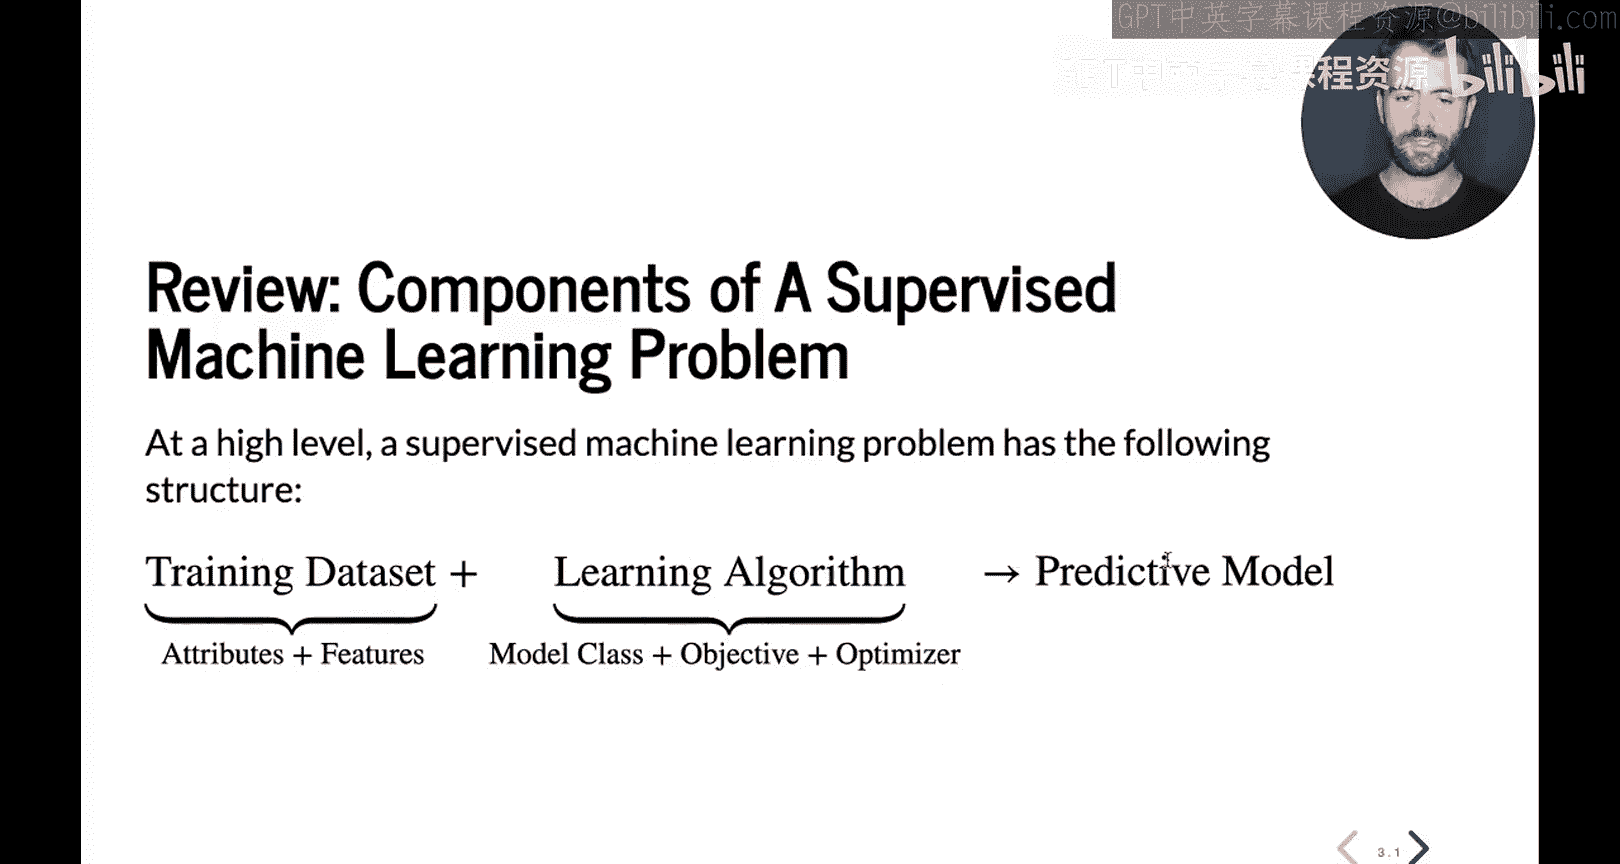 GPT中英字幕课程资源@bilibili.com
课程资源 bilibili
Review: Components of A Supervised
Machine Learning Problem
At a high level, a supervised machine learning problem has the following
structure:
Training Dataset + Learning Algorithm → Predictive Model
Attributes + Features Model Class + Objective + Optimizer
3.1